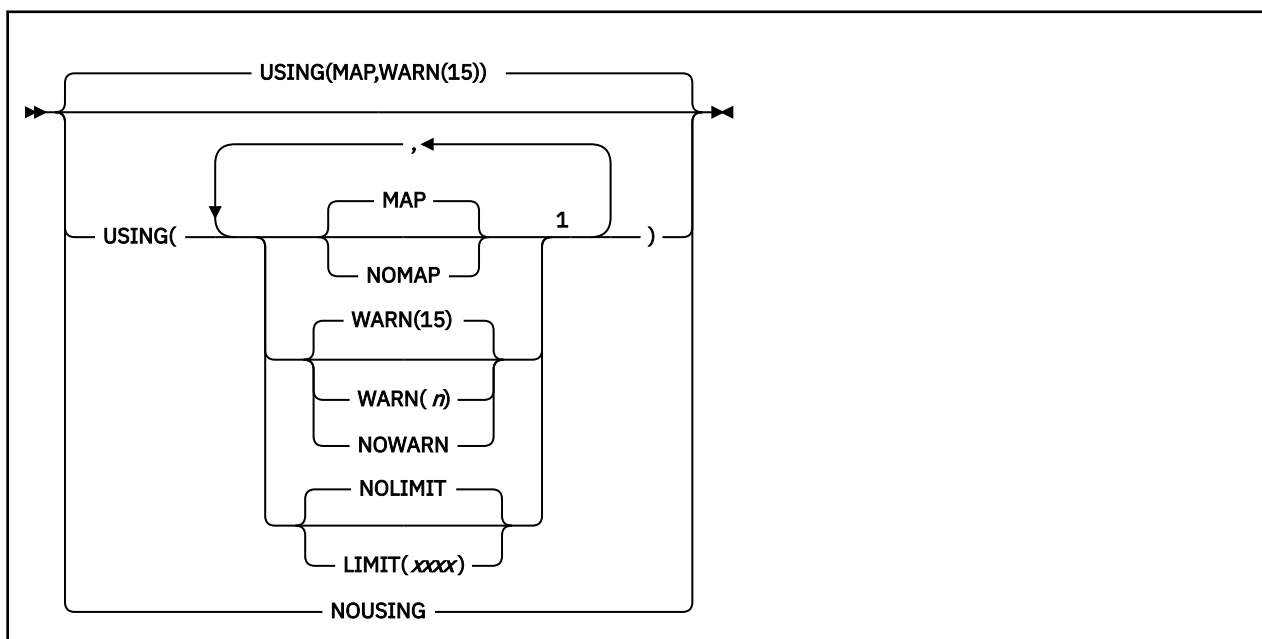 USING(MAP,WARN(15))
,
MAP
1
USING( )
NOMAP
WARN(15)
WARN( n)
NOWARN
NOLIMIT
LIMIT(xxxx)
NOUSING